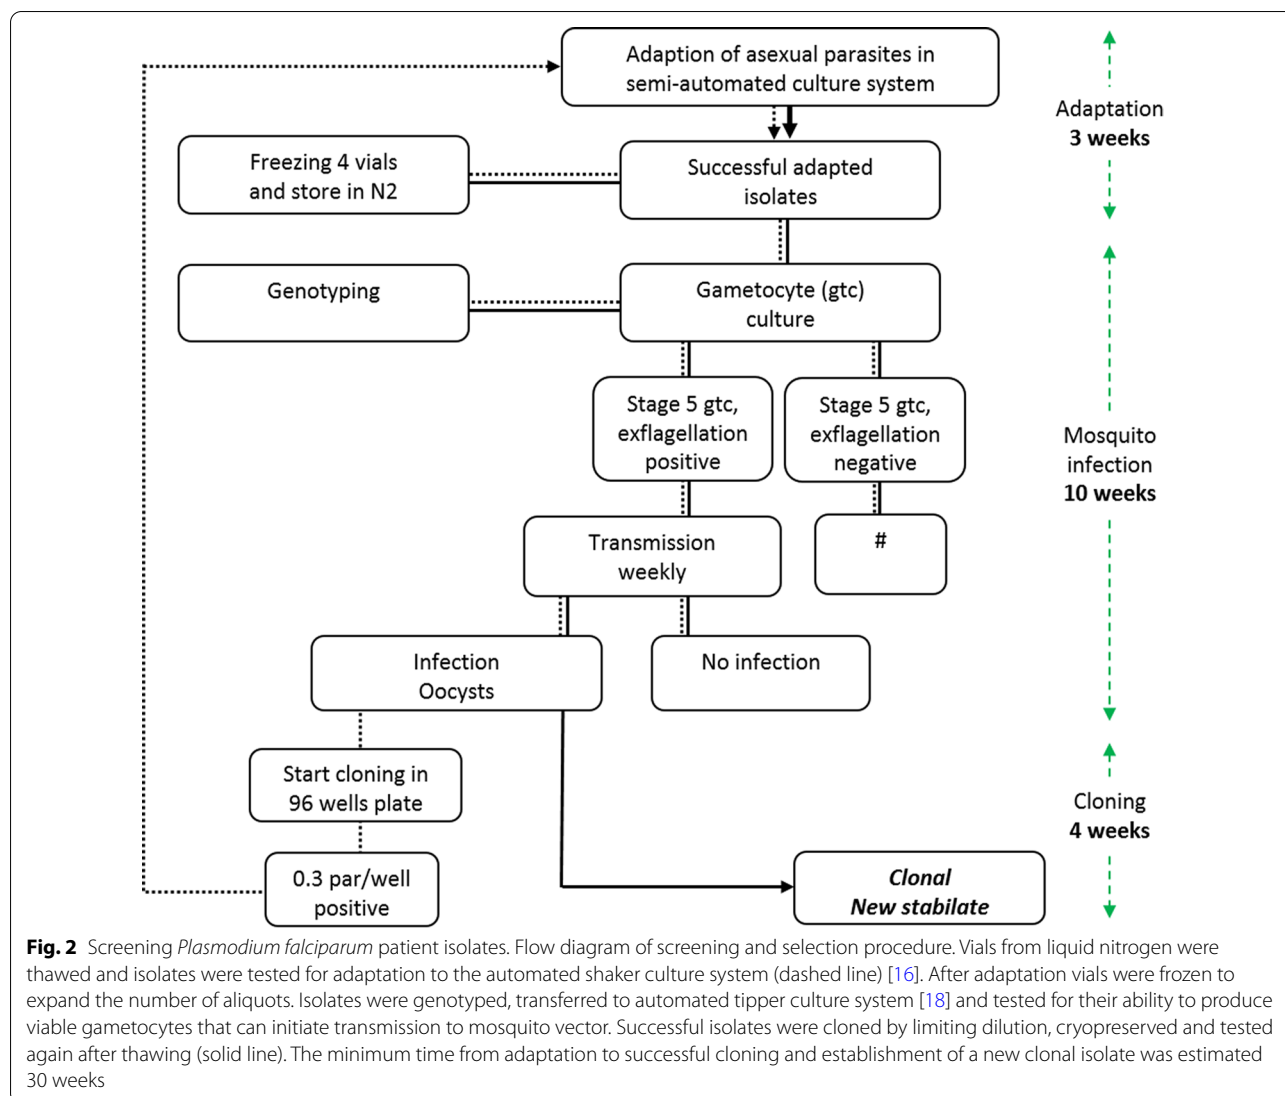 Adaption of asexual parasites in
semi-automated culture system
Adaptation
3 weeks
Freezing 4 vials
and store in N2
Successful adapted
isolates
Genotyping
Gametocyte (gtc)
culture
Stage 5 gtc,
exflagellation
positive
Stage 5 gtc,
exflagellation
negative
Mosquito
infection
10 weeks
Transmission
weekly
#
Infection
Oocysts
No infection
Start cloning in
96 wells plate
Cloning
4 weeks
0.3 par/well
positive
Clonal
New stabilate
Fig. 2 Screening Plasmodium falciparum patient isolates. Flow diagram of screening and selection procedure. Vials from liquid nitrogen were
thawed and isolates were tested for adaptation to the automated shaker culture system (dashed line) [16]. After adaptation vials were frozen to
expand the number of aliquots. Isolates were genotyped, transferred to automated tipper culture system [18] and tested for their ability to produce
viable gametocytes that can initiate transmission to mosquito vector. Successful isolates were cloned by limiting dilution, cryopreserved and tested
again after thawing (solid line). The minimum time from adaptation to successful cloning and establishment of a new clonal isolate was estimated
30 weeks